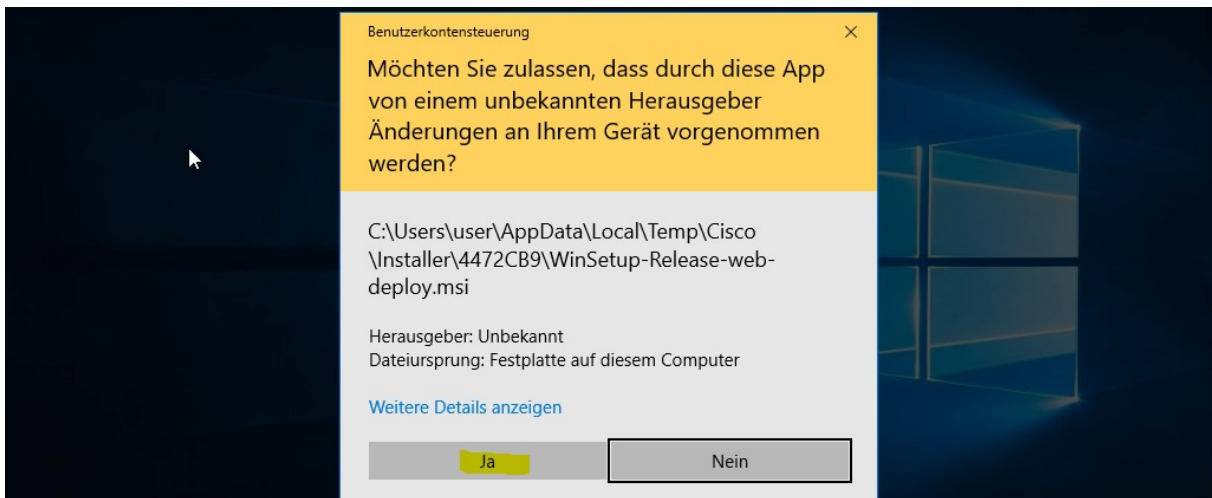 Benutzerkontensteuerung
Möchten Sie zulassen, dass durch diese App
von einem unbekannten Herausgeber
Änderungen an Ihrem Gerät vorgenommen
werden?
C:\Users\user\AppData\Local\Temp\Cisco
\Installer\4472CB9\WinSetup-Release-web-
deploy.msi
Herausgeber: Unbekannt
Dateiursprung: Festplatte auf diesem Computer
Weitere Details anzeigen
Ja Nein